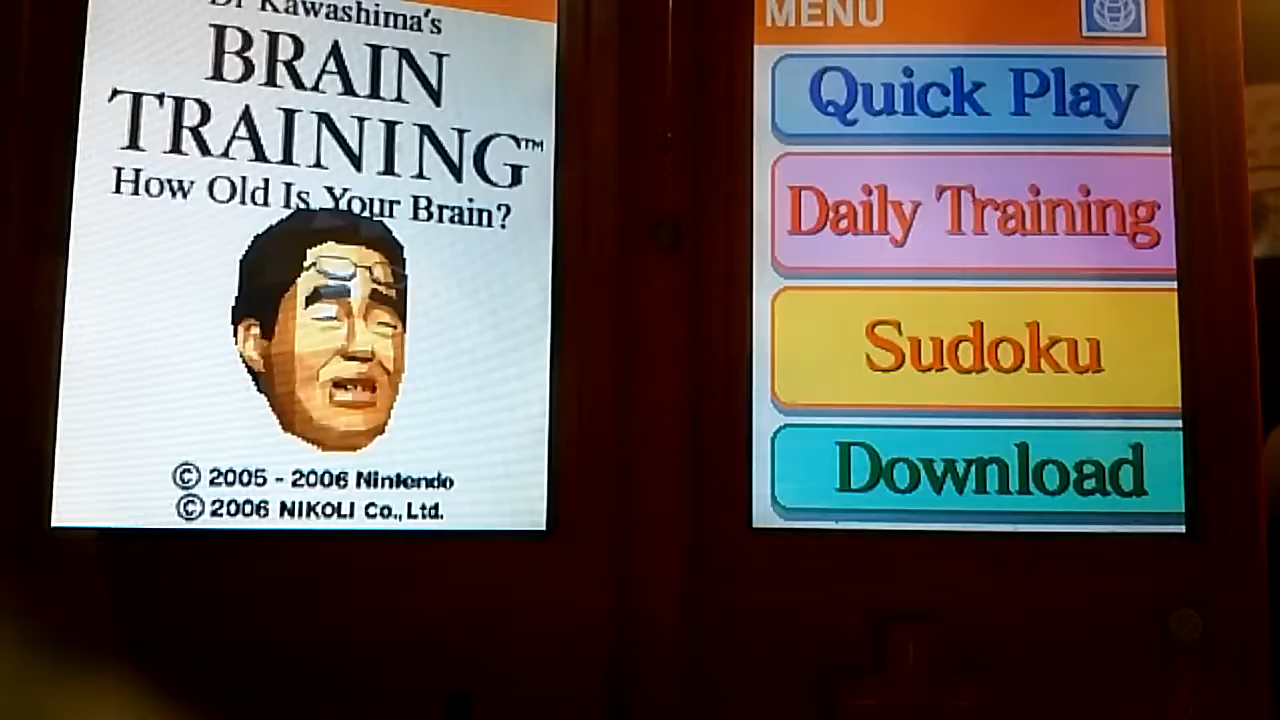 Dr Kawashima's
BRAIN
TRAINING™
How Old Is Your Brain?
© 2005 - 2006 Nintendo
© 2006 NIKOLI Co., Ltd.
MENU
Quick Play
Daily Training
Sudoku
Download